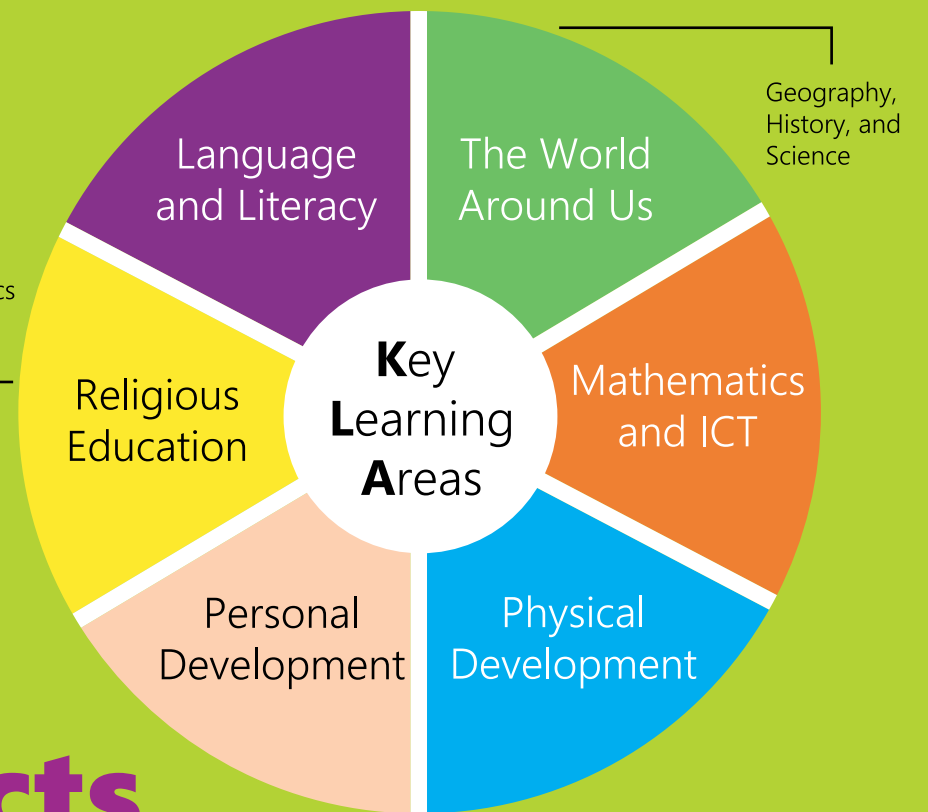 Language
and Literacy
The World
Around Us
Geography,
History, and
Science
Religious
Education
Key
Learning
Areas
Mathematics
and ICT
Personal
Development
Physical
Development